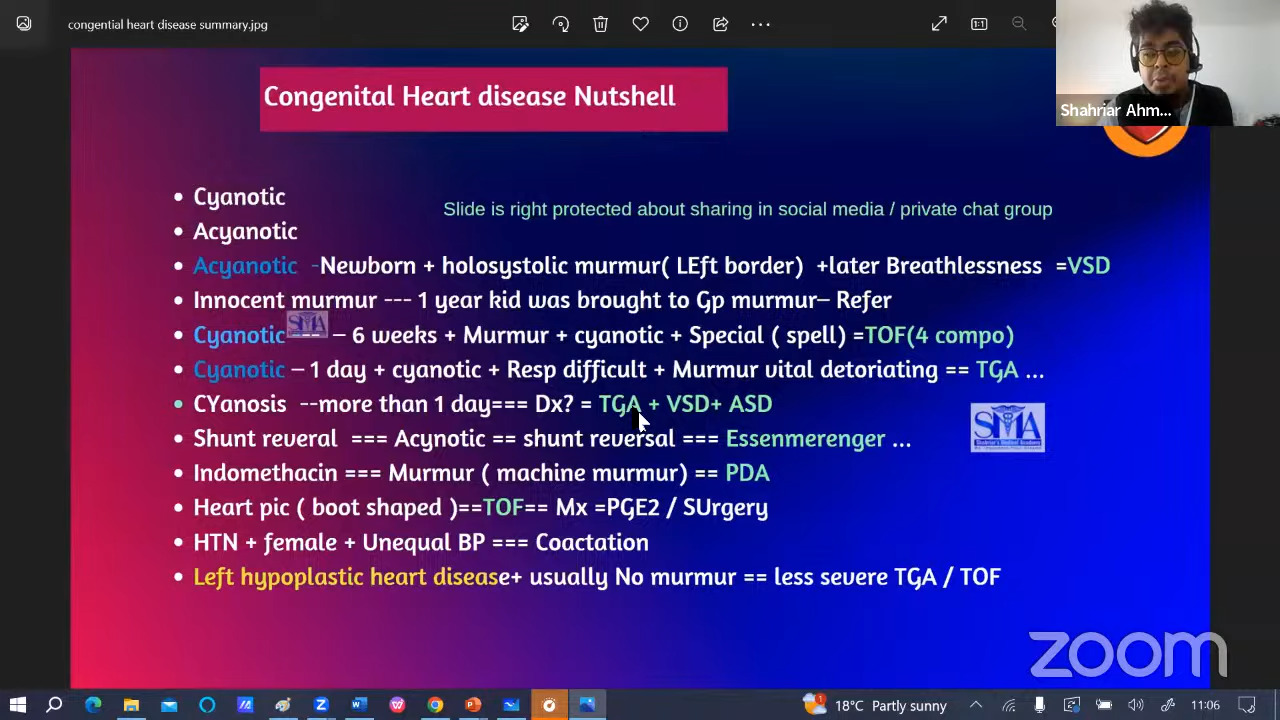 congential heart disease summary.jpg
Shahriar Ahm...
Congenital Heart disease Nutshell
Cyanotic
Slide is right protected about sharing in social media / private chat group
Acyanotic
Acyanotic -Newborn + holosystolic murmur( LEft border) +later Breathlessness =VSD
Innocent murmur --- 1 year kid was brought to Gp murmur– Refer
SMA
Cyanotic – 6 weeks + Murmur + cyanotic + Special ( spell) =TOF(4 compo)
Cyanotic – 1 day + cyanotic + Resp difficult + Murmur vital detoriating == TGA ...
CYanosis --more than 1 day=== Dx? = TGA + VSD+ ASD
SMA
Shunt reveral === Acynotic == shunt reversal === Essenmerenger ...
Indomethacin === Murmur ( machine murmur) == PDA
Heart pic ( boot shaped )==TOF== Mx =PGE2 / SUrgery
HTN + female + Unequal BP === Coactation
Left hypoplastic heart disease+ usually No murmur == less severe TGA / TOF
zoom
18°C Partly sunny
11:06